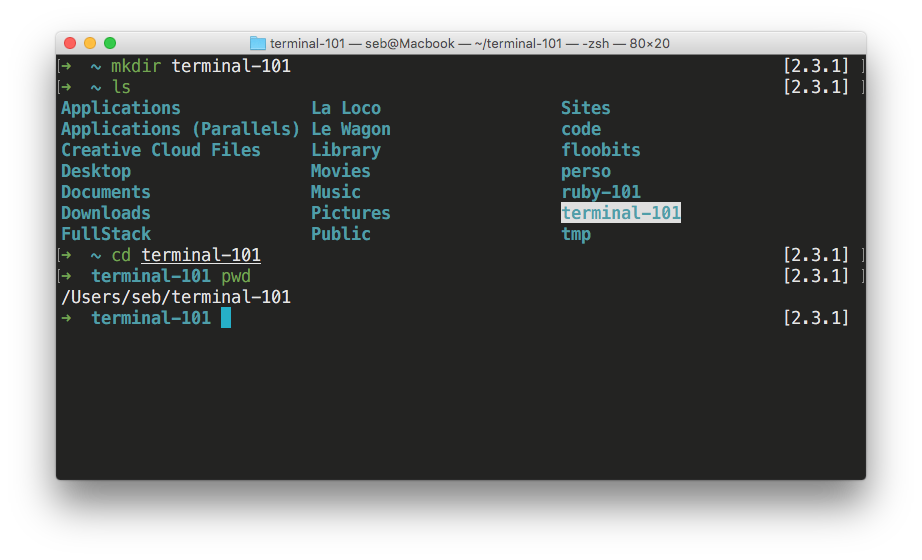 terminal-101 — seb@Macbook — ~/terminal-101 — -zsh — 80×20
[➜  ~ mkdir terminal-101 [2.3.1] ]
[➜  ~ ls [2.3.1] ]
Applications La Loco Sites
Applications (Parallels) Le Wagon code
Creative Cloud Files Library floobits
Desktop Movies perso
Documents Music ruby-101
Downloads Pictures terminal-101
FullStack Public tmp
[➜  ~ cd terminal-101 [2.3.1] ]
[➜  terminal-101 pwd [2.3.1] ]
/Users/seb/terminal-101
➜  terminal-101 [2.3.1]